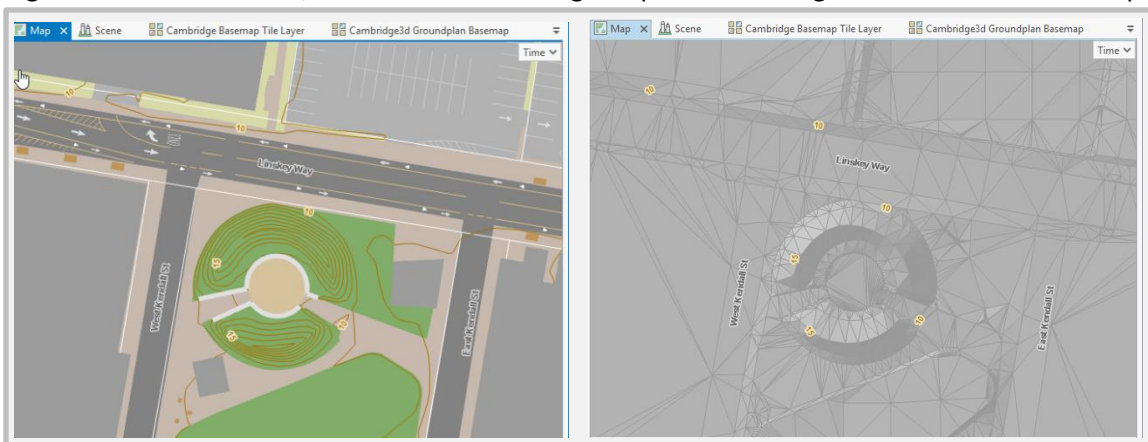 Map × Scene Cambridge Basemap Tile Layer Cambridge3d Groundplan Basemap
Time
10
10
Linskey Way
10
15
West Kendall St
10
15
East Kendall St
Map × Scene Cambridge Basemap Tile Layer Cambridge3d Groundplan Basemap
Time
10
10
Linskey Way
10
15
West Kendall St
10
15
East Kendall St